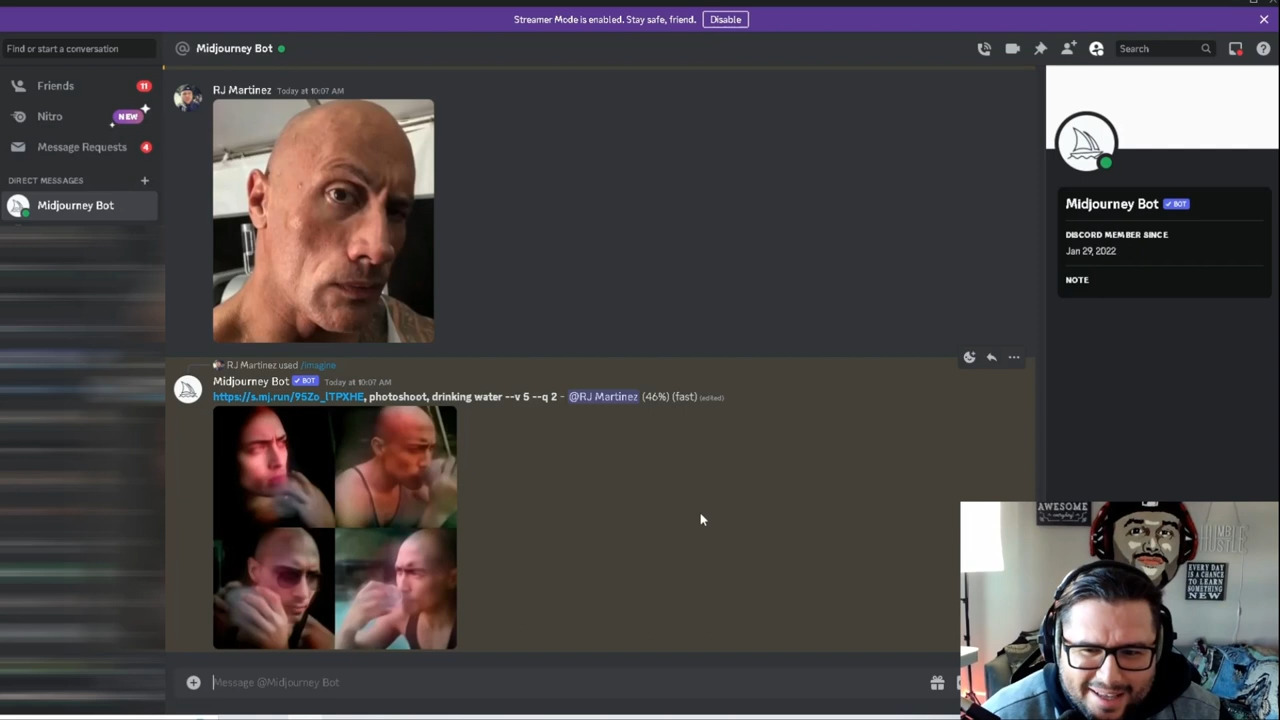 Streamer Mode is enabled. Stay safe, friend. Disable
Find or start a conversation
Midjourney Bot
Search
Friends 11
Nitro NEW
Message Requests 4
DIRECT MESSAGES
Midjourney Bot
RJ Martinez Today at 10:07 AM
RJ Martinez used /imagine
Midjourney Bot BOT Today at 10:07 AM
https://s.mj.run/95Zo_lTPXHE, photoshoot, drinking water --v 5 --q 2 - @RJ Martinez (46%) (fast) (edited)
Message @Midjourney Bot
Midjourney Bot BOT
DISCORD MEMBER SINCE
Jan 29, 2022
NOTE
AWESOME
HUMBLE
HUSTLE
EVERY DAY
IS A CHANCE
TO LEARN
SOMETHING
NEW